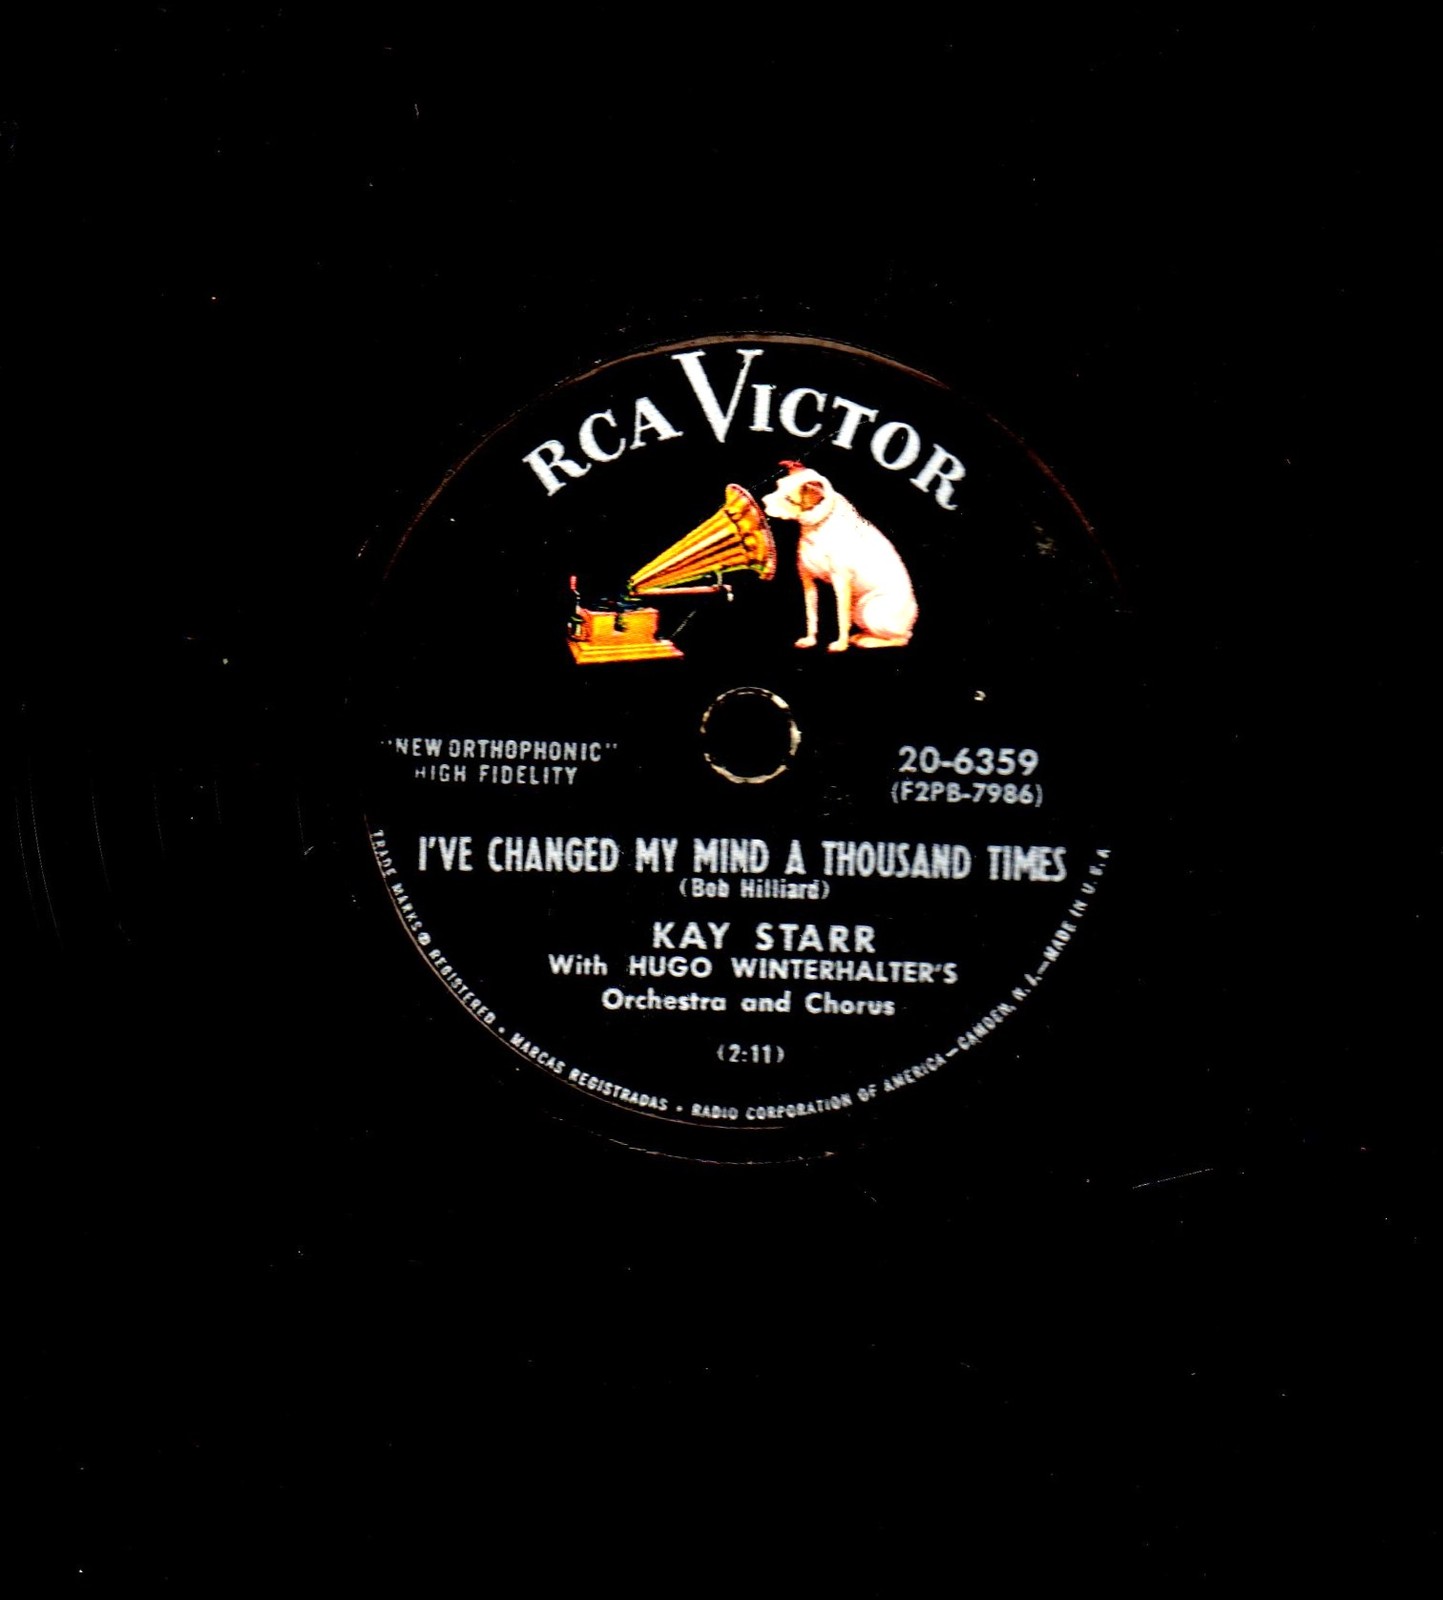 RCA VICTOR
"NEW ORTHOPHONIC"
HIGH FIDELITY
20-6359
(F2PB-7986)
I'VE CHANGED MY MIND A THOUSAND TIMES
(Bob Hilliard)
KAY STARR
With HUGO WINTERHALTER'S
Orchestra and Chorus
(2:11)
TRADE MARKS ® REGISTERED • MARCAS REGISTRADAS • RADIO CORPORATION OF AMERICA—CAMDEN, N. J.—MADE IN U. S. A